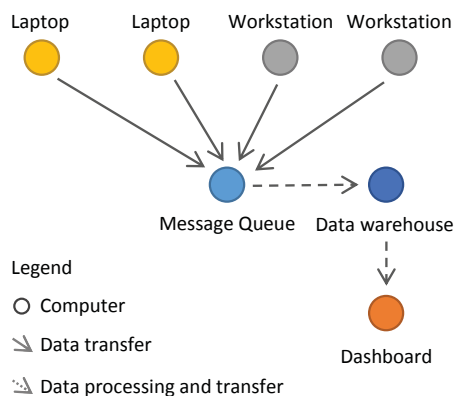 Laptop
Laptop
Workstation
Workstation
Message Queue
Data warehouse
Legend
Computer
Data transfer
Dashboard
Data processing and transfer